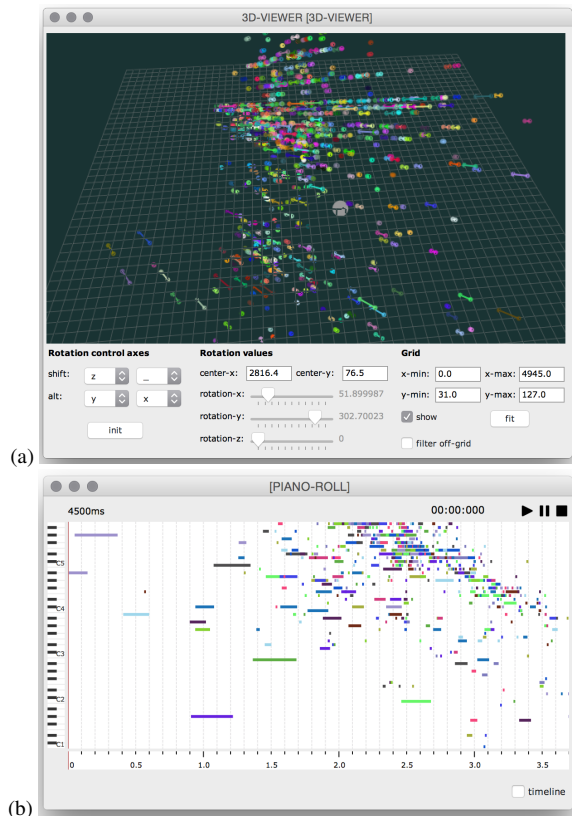 3D-VIEWER [3D-VIEWER]
Rotation control axes Rotation values Grid
shift: z _ center-x: 2816.4 center-y: 76.5 x-min: 0.0 x-max: 4945.0
alt: y x rotation-x: 51.899987 y-min: 31.0 y-max: 127.0
rotation-y: 302.70023 show fit
init
rotation-z: 0 filter off-grid
(a)
[PIANO-ROLL]
4500ms 00:00:000
C5
C4
C3
C2
C1
0 1.0 1.5 2.0 2.5 3.0 3.5
timeline
(b)